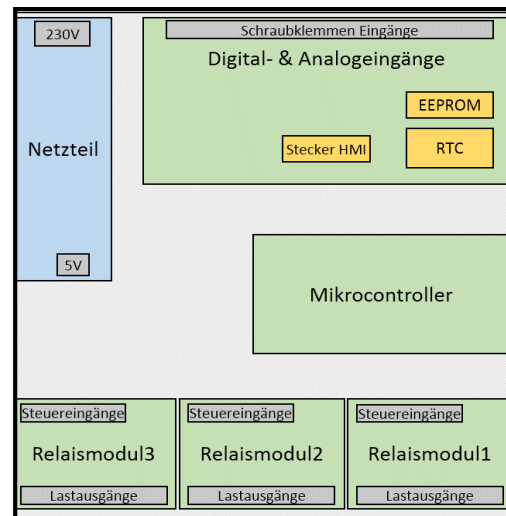 230V
Schraubklemmen Eingänge
Digital- & Analogeingänge
EEPROM
Netzteil
Stecker HMI
RTC
5V
Mikrocontroller
Steuereingänge
Steuereingänge
Steuereingänge
Relaismodul3
Relaismodul2
Relaismodul1
Lastausgänge
Lastausgänge
Lastausgänge